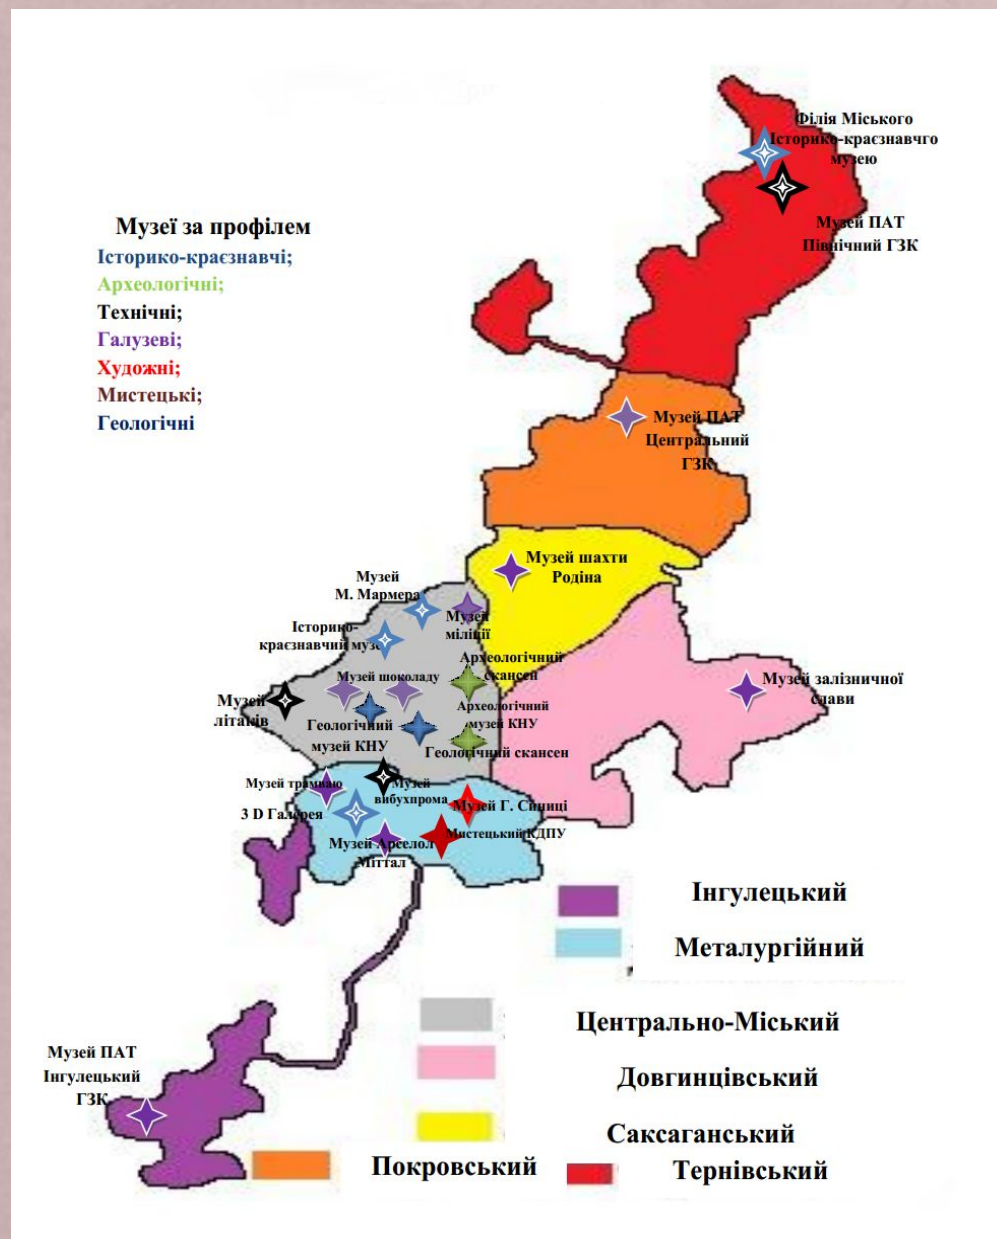 Філія Міського
Історико-краєзнавчго
музею
Музей ПАТ
Північний ГЗК
Музеї за профілем
Історико-краєзнавчі;
Археологічні;
Технічні;
Галузеві;
Художні;
Мистецькі;
Геологічні
Музей ПАТ
Центральний
ГЗК
Музей шахти
Родіна
Музей
М. Мармера
Музей
міліції
Історико-
краєзнавчий музей
Археологічний
скансен
Музей шоколаду
Музей залізничної
слави
Музей
літаків
Археологічний
музей КНУ
Геологічний
музей КНУ
Геологічний скансен
Музей трамваю
Музей
вибухпрома
3 D Галерея
Музей Г. Синиці
Мистецький КДПУ
Музей Арселол
Міттал
Інгулецький
Металургійний
Центрально-Міський
Довгинцівський
Саксаганський
Покровський
Тернівський
Музей ПАТ
Інгулецький
ГЗК